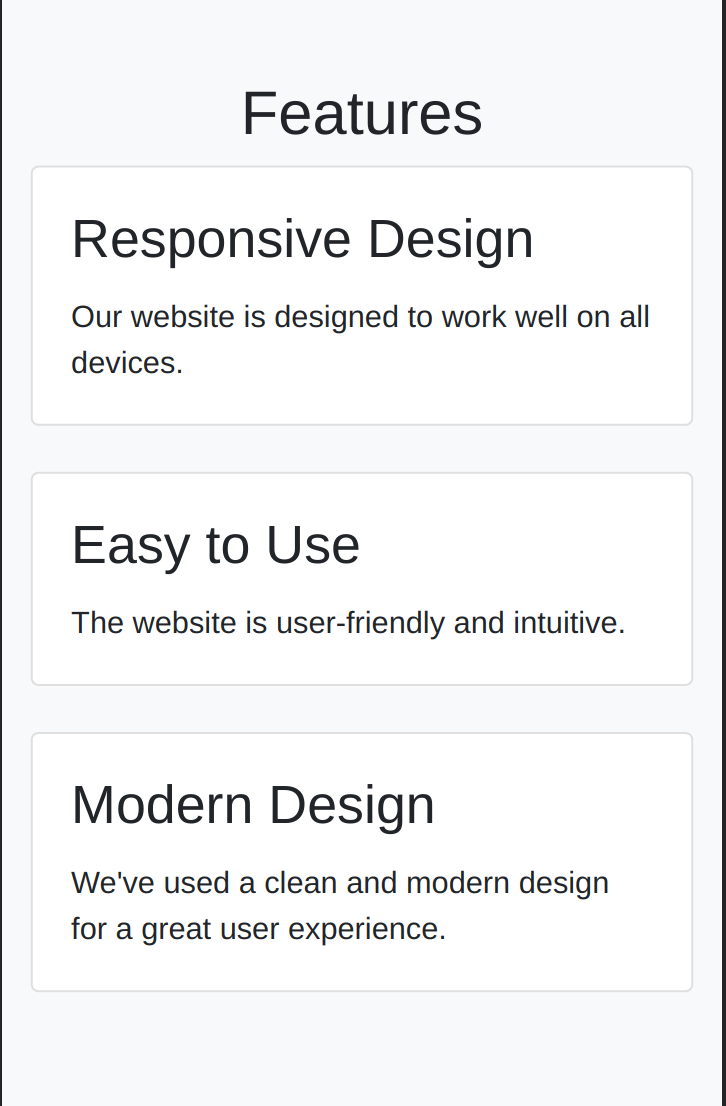 Features
Responsive Design
Our website is designed to work well on all
devices.
Easy to Use
The website is user-friendly and intuitive.
Modern Design
We've used a clean and modern design
for a great user experience.